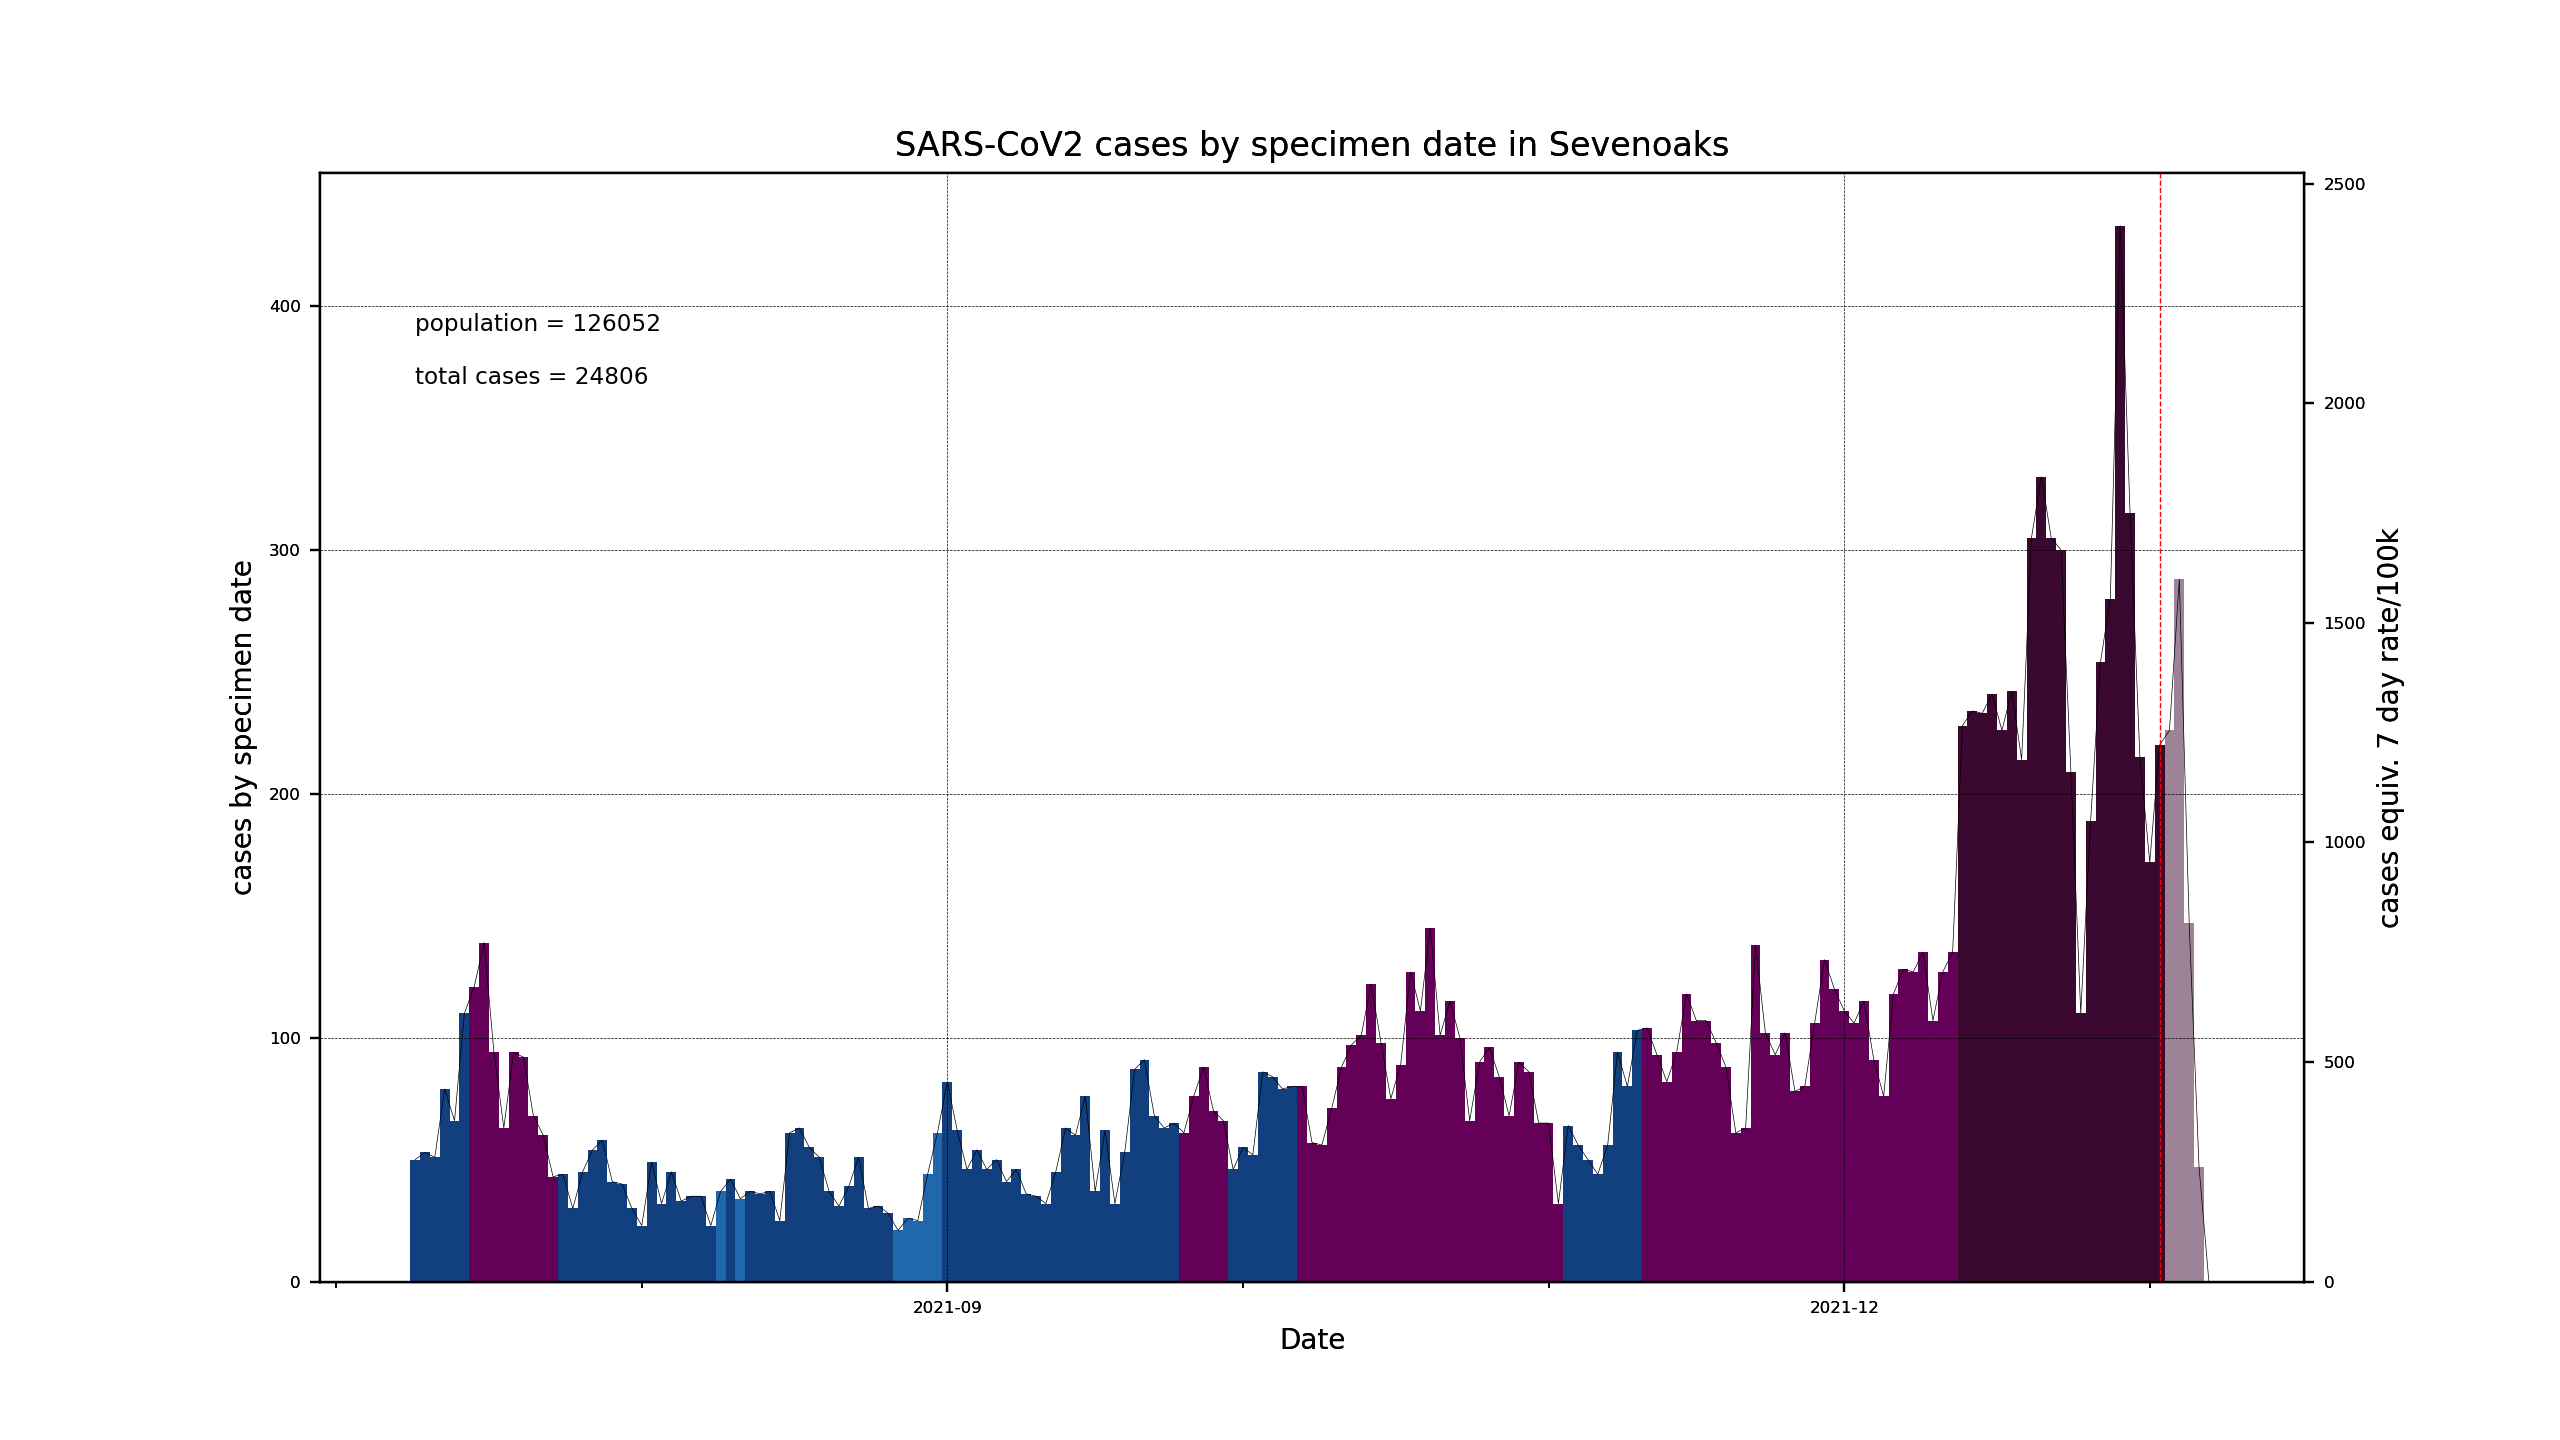 SARS-CoV2 cases by specimen date in Sevenoaks
population = 126052
total cases = 24806
cases by specimen date
400
300
200
100
0
2500
2000
1500
1000
500
0
cases equiv. 7 day rate/100k
2021-09
2021-12
Date